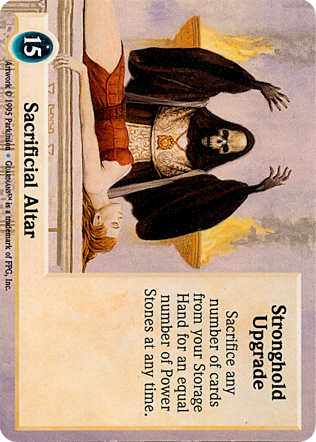 Stronghold
Upgrade
Sacrifice any
number of cards
from your Storage
Hand for an equal
number of Power
Stones at any time.
15
Sacrificial Altar
Artwork © 1995 Parkinson • Guardians™ is a trademark of FPG, Inc.